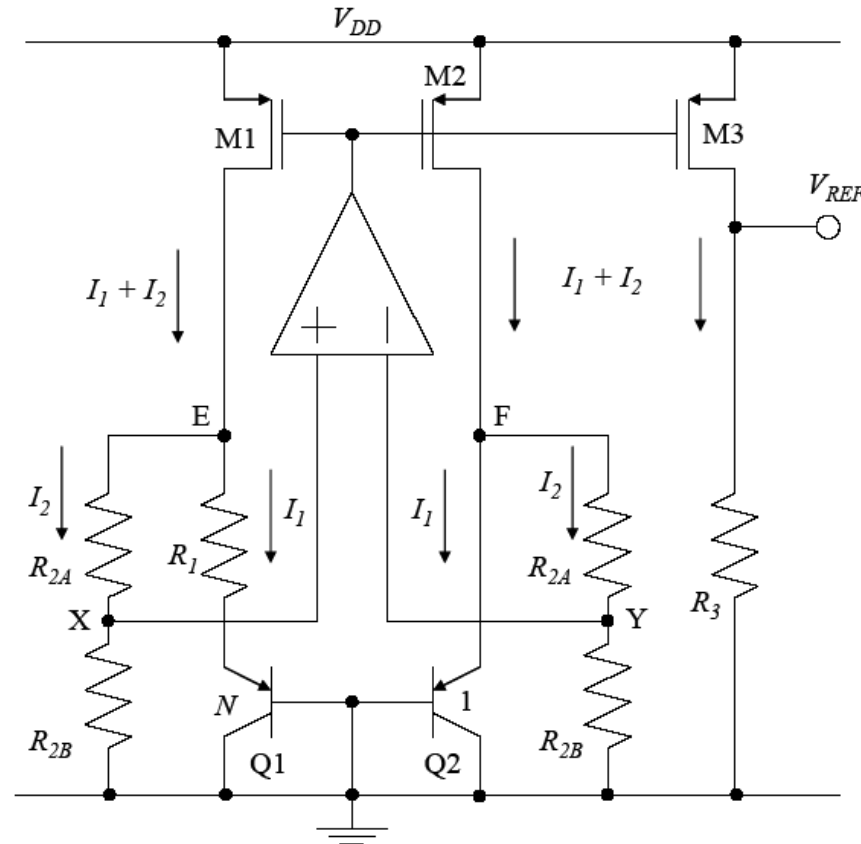 V_DD
M1
M2
M3
V_REF
I_1 + I_2
I_1 + I_2
+
−
E
F
I_2
R_2A
R_1
I_1
I_1
I_2
R_2A
R_3
X
Y
R_2B
N
Q1
1
Q2
R_2B